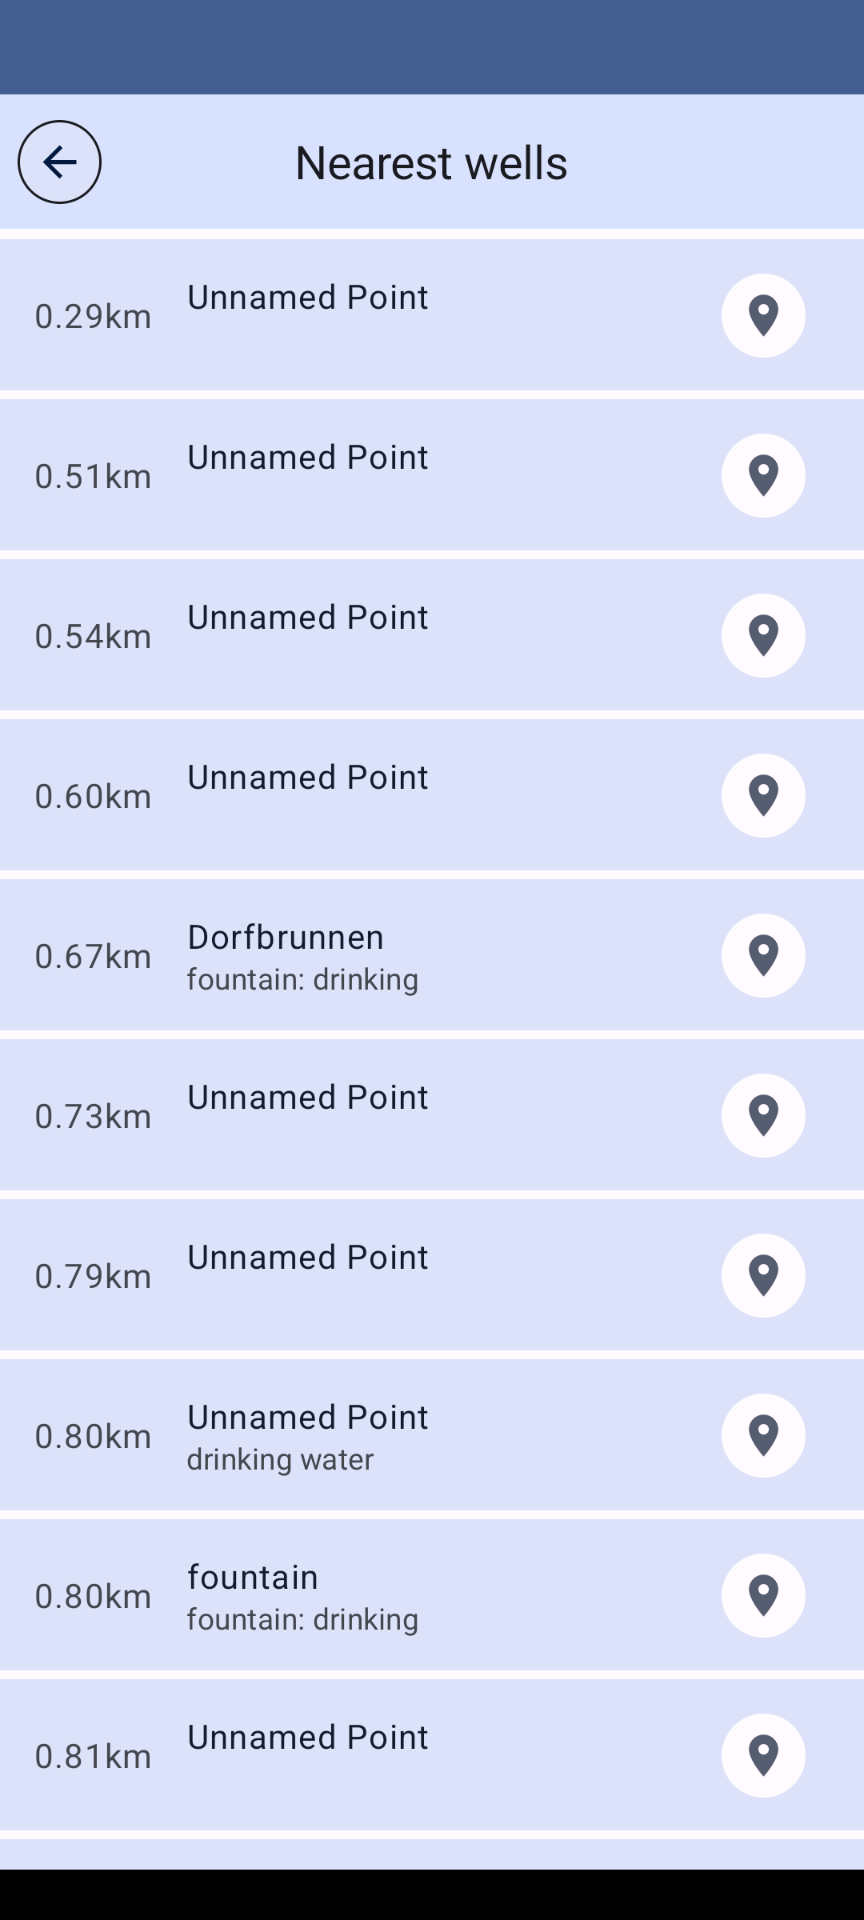 Nearest wells
0.29km
Unnamed Point
0.51km
Unnamed Point
0.54km
Unnamed Point
0.60km
Unnamed Point
0.67km
Dorfbrunnen
fountain: drinking
0.73km
Unnamed Point
0.79km
Unnamed Point
0.80km
Unnamed Point
drinking water
0.80km
fountain
fountain: drinking
0.81km
Unnamed Point